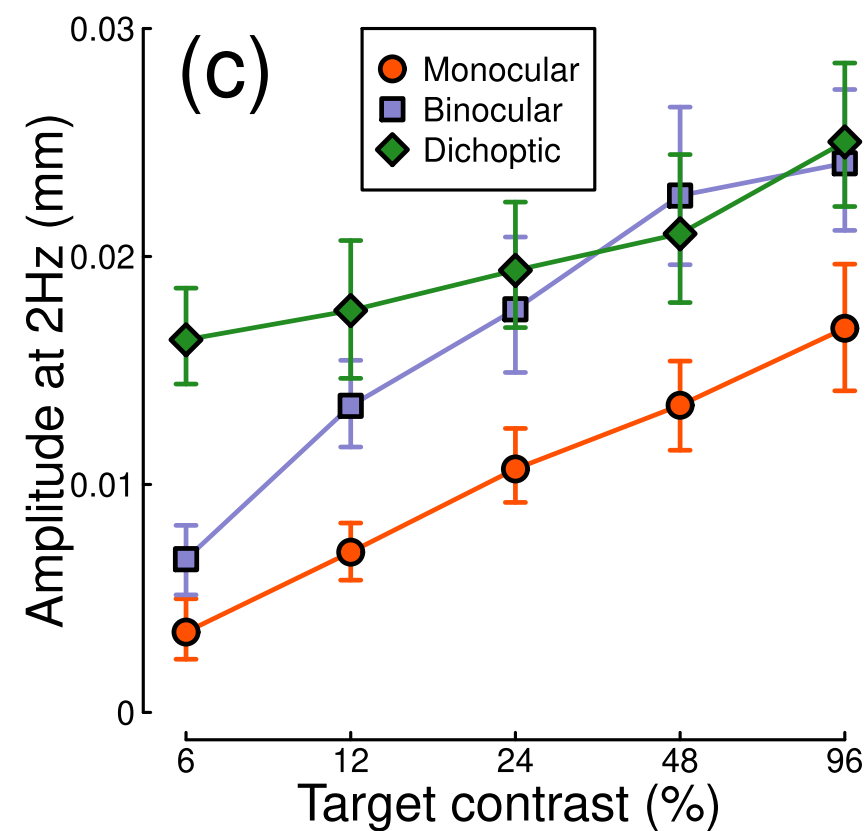 (c)
Monocular
Binocular
Dichoptic
Amplitude at 2Hz (mm)
0.03
0.02
0.01
0
6 12 24 48 96
Target contrast (%)